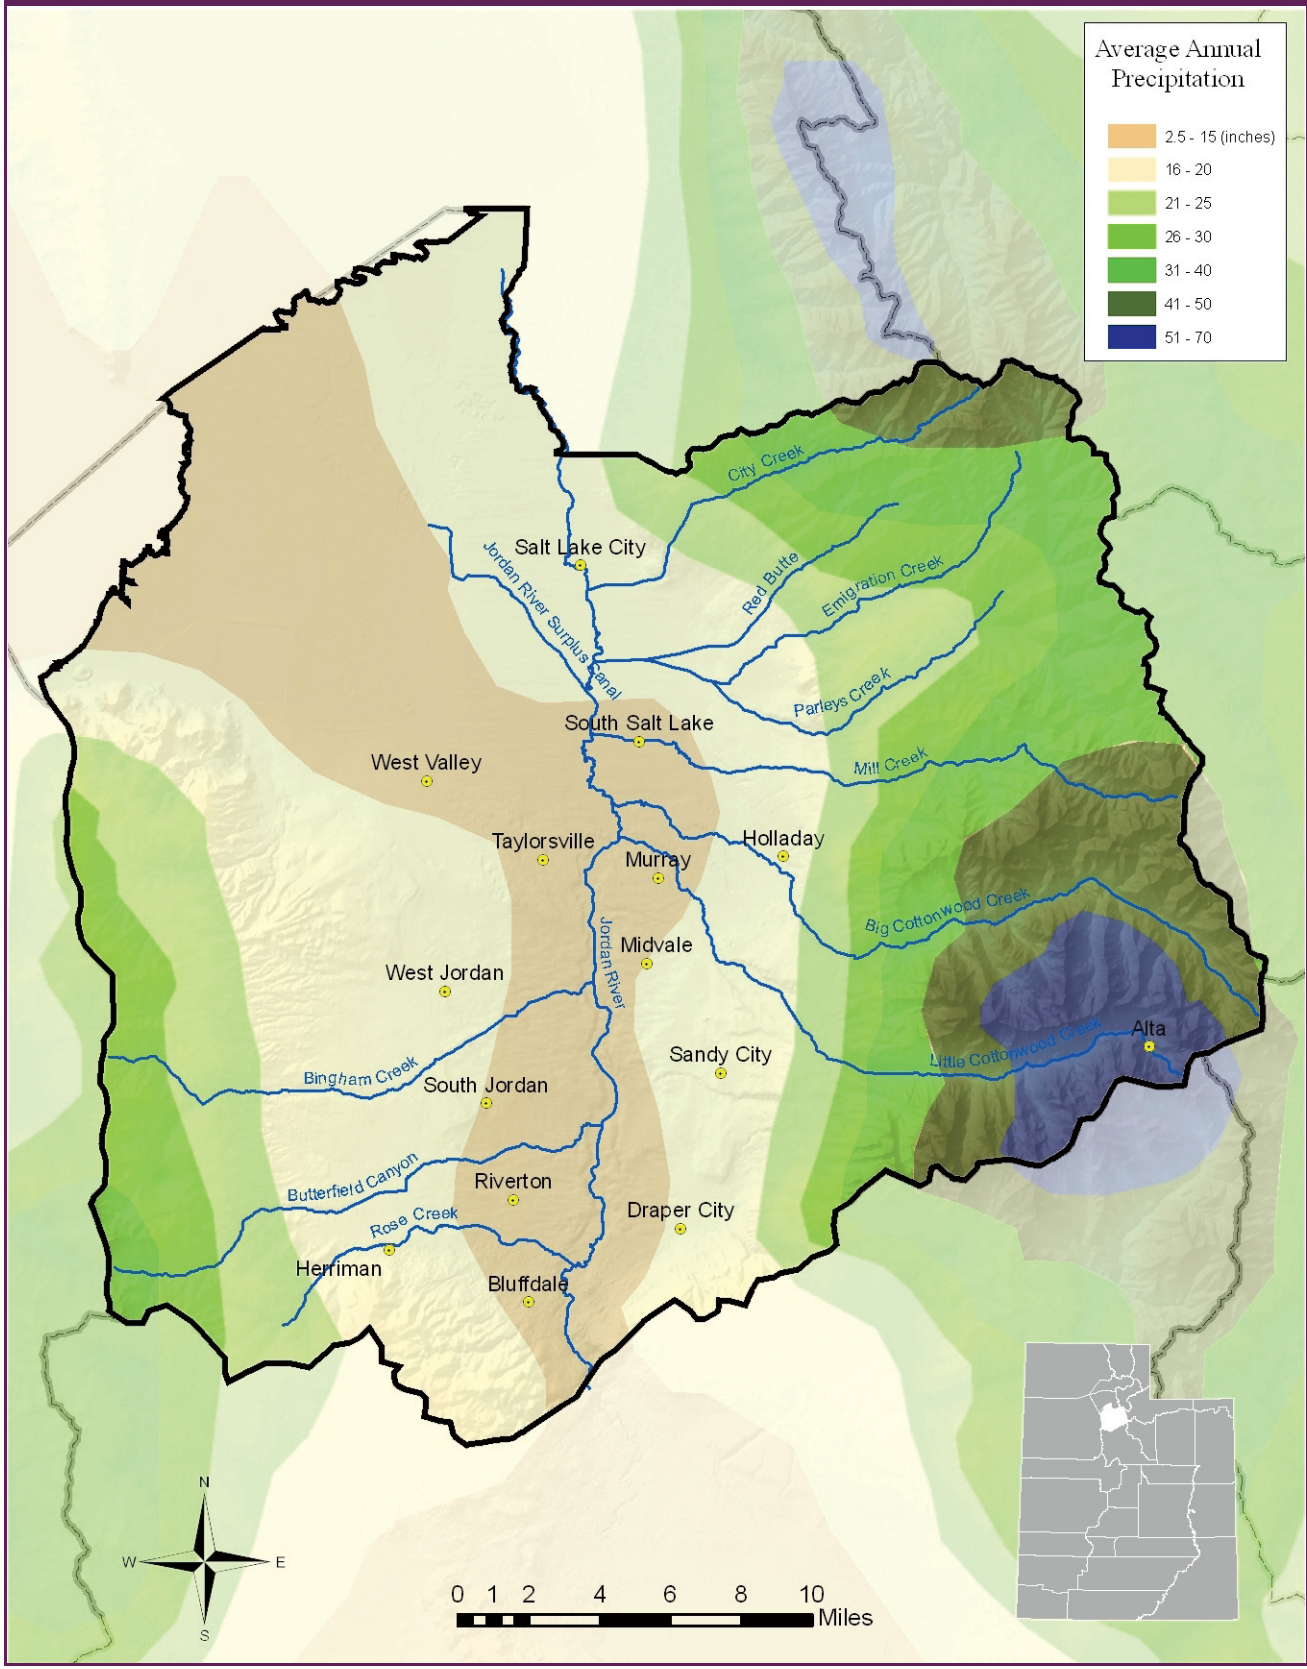 Average Annual
Precipitation
2.5 - 15 (inches)
16 - 20
21 - 25
26 - 30
31 - 40
41 - 50
51 - 70
City Creek
Salt Lake City
Jordan River Surplus Canal
Red Butte
Emigration Creek
Parleys Creek
South Salt Lake
West Valley
Mill Creek
Taylorsville
Holladay
Murray
Big Cottonwood Creek
Jordan River
Midvale
West Jordan
Alta
Little Cottonwood Creek
Sandy City
Bingham Creek
South Jordan
Butterfield Canyon
Riverton
Rose Creek
Draper City
Herriman
Bluffdale
N
W E
S
0 1 2 4 6 8 10
Miles